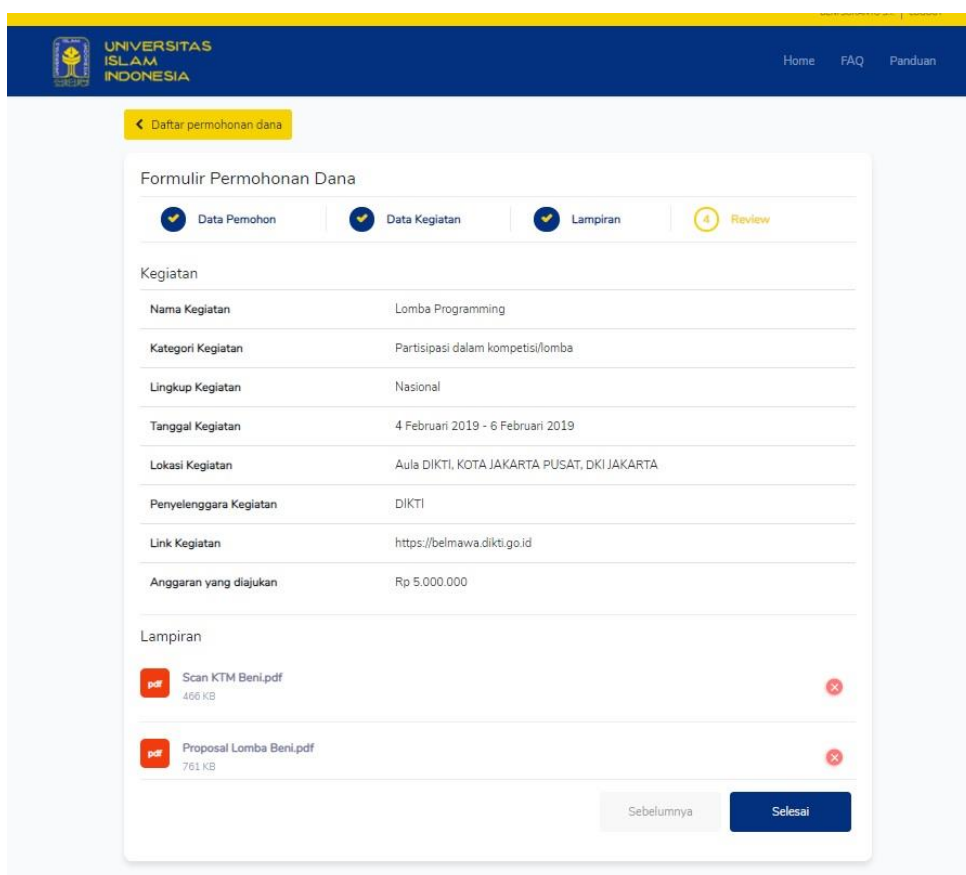 UNIVERSITAS
ISLAM
INDONESIA
Home FAQ Panduan
Daftar permohonan dana
Formulir Permohonan Dana
Data Pemohon Data Kegiatan Lampiran 4 Review
Kegiatan
Nama Kegiatan Lomba Programming
Kategori Kegiatan Partisipasi dalam kompetisi/lomba
Lingkup Kegiatan Nasional
Tanggal Kegiatan 4 Februari 2019 - 6 Februari 2019
Lokasi Kegiatan Aula DIKTI, KOTA JAKARTA PUSAT, DKI JAKARTA
Penyelenggara Kegiatan DIKTI
Link Kegiatan https://belmawa.dikti.go.id
Anggaran yang diajukan Rp 5.000.000
Lampiran
pdf Scan KTM Beni.pdf
466 KB
pdf Proposal Lomba Beni.pdf
761 KB
Sebelumnya Selesai